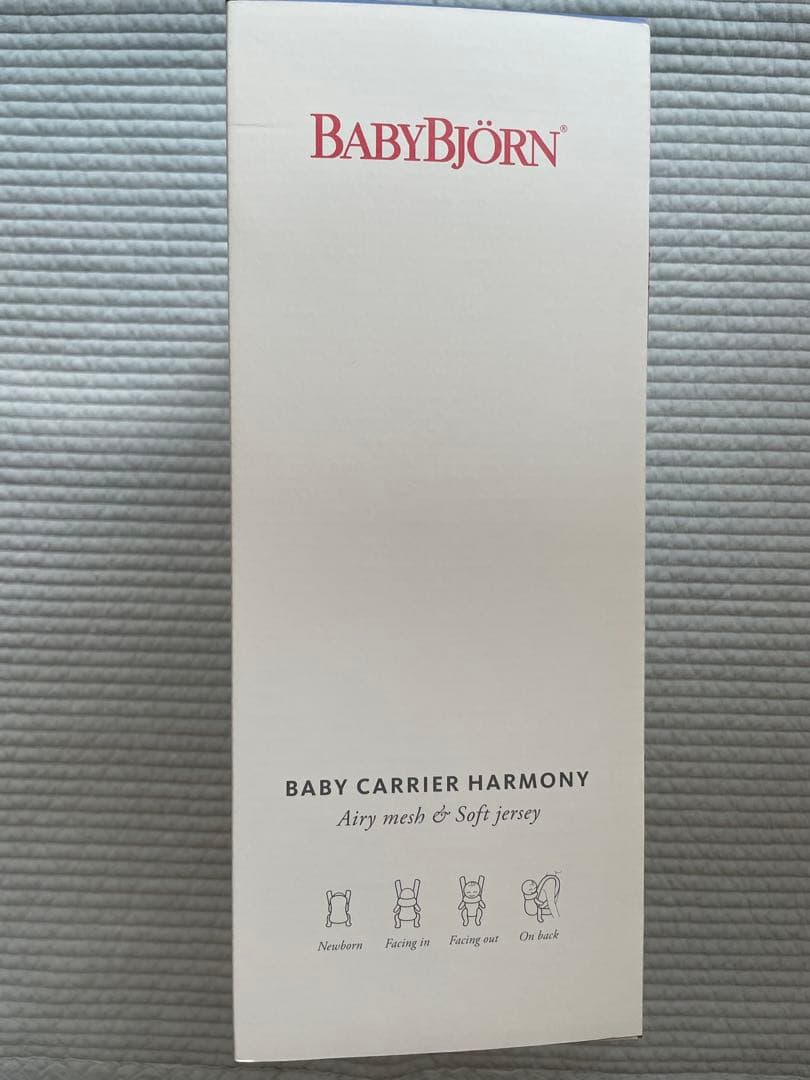 BABYBJÖRN®
BABY CARRIER HARMONY
Airy mesh & Soft jersey
Newborn Facing in Facing out On back